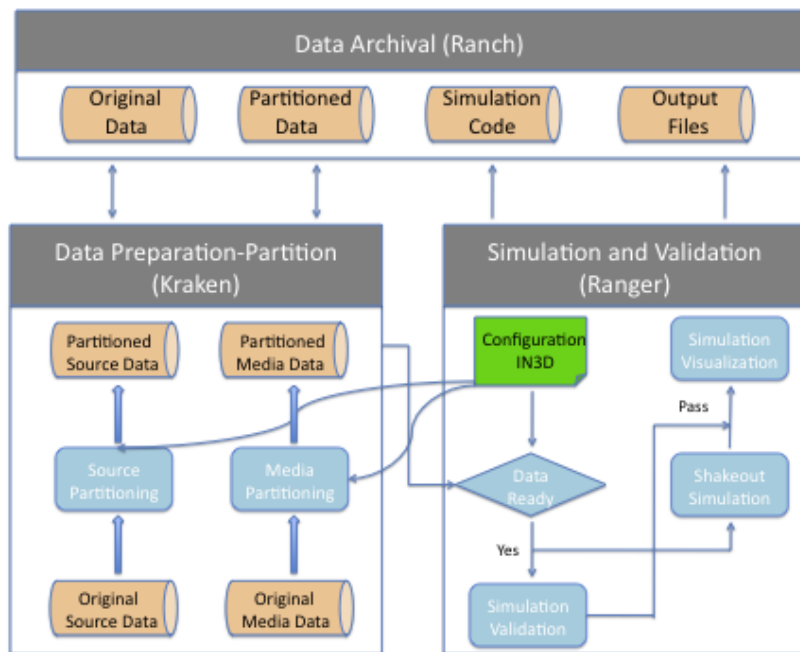 Data Archival (Ranch)
Original
Data
Partitioned
Data
Simulation
Code
Output
Files
Data Preparation-Partition
(Kraken)
Partitioned
Source Data
Partitioned
Media Data
Source
Partitioning
Media
Partitioning
Original
Source Data
Original
Media Data
Simulation and Validation
(Ranger)
Configuration
IN3D
Simulation
Visualization
Pass
Data
Ready
Shakeout
Simulation
Yes
Simulation
Validation